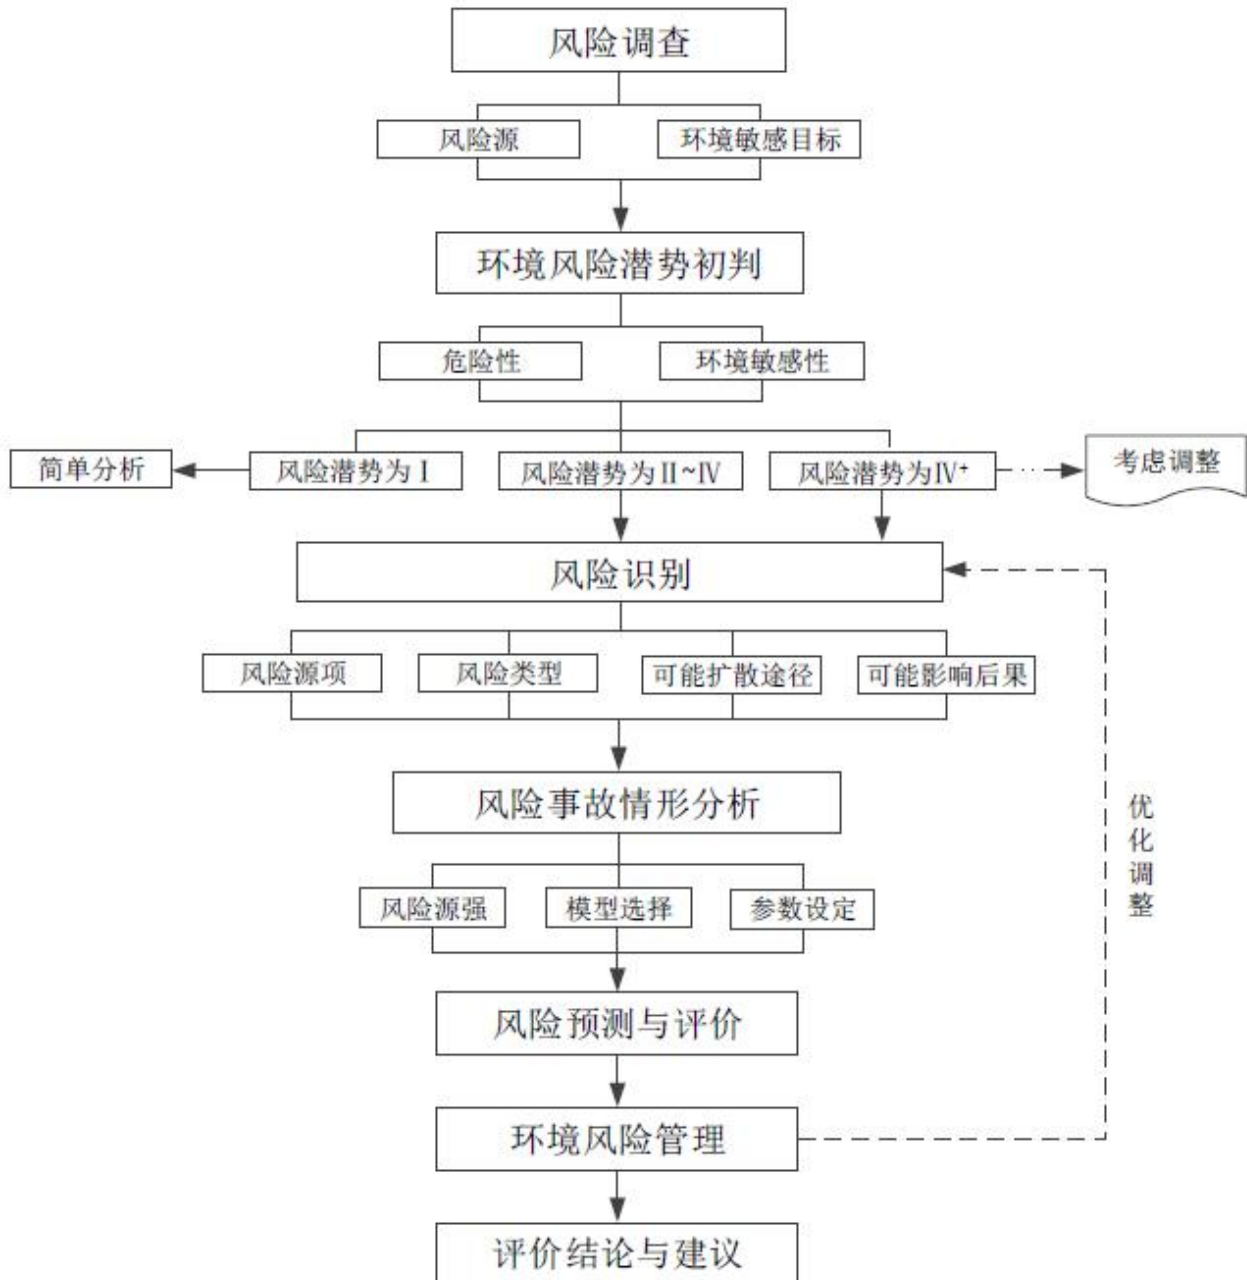 风险调查
风险源
环境敏感目标
环境风险潜势初判
危险性
环境敏感性
简单分析
风险潜势为Ⅰ
风险潜势为Ⅱ~Ⅳ
风险潜势为Ⅳ⁺
考虑调整
风险识别
风险源项
风险类型
可能扩散途径
可能影响后果
风险事故情形分析
优化调整
风险源强
模型选择
参数设定
风险预测与评价
环境风险管理
评价结论与建议